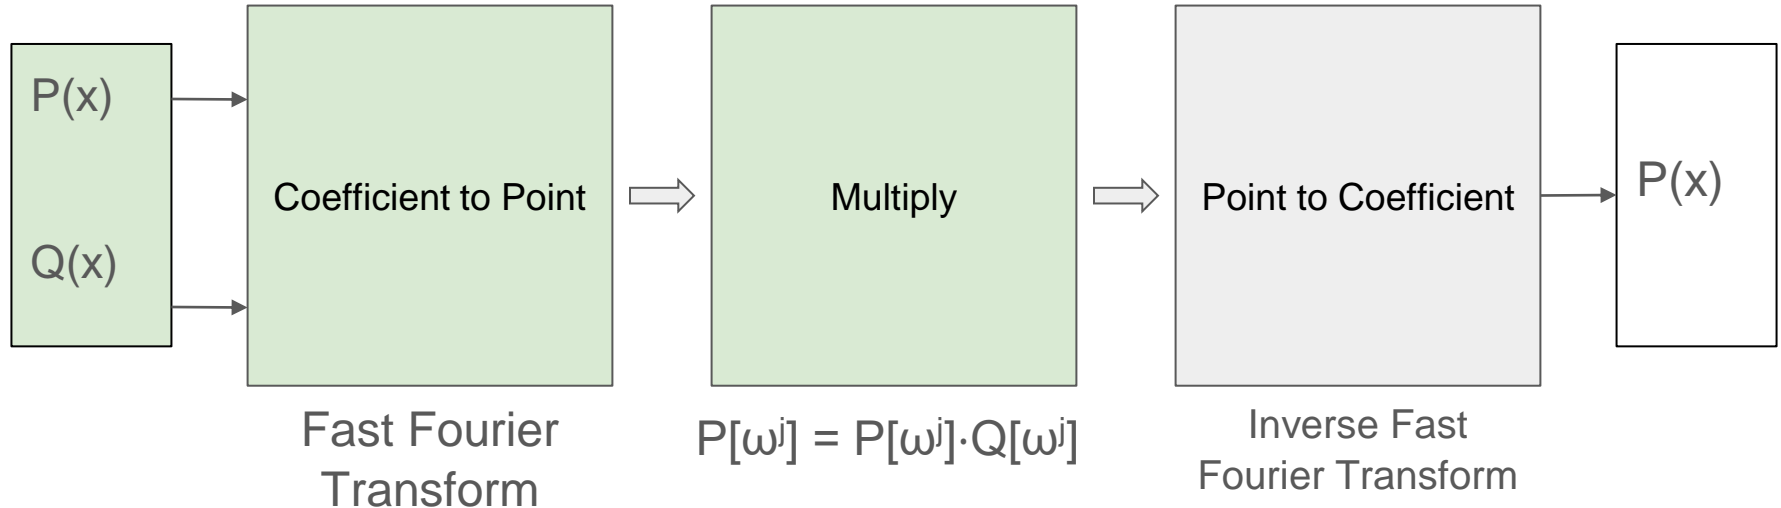 P(x)
Q(x)
Coefficient to Point
Multiply
Point to Coefficient
P(x)
Fast Fourier
Transform
P[ωʲ] = P[ωʲ]·Q[ωʲ]
Inverse Fast
Fourier Transform